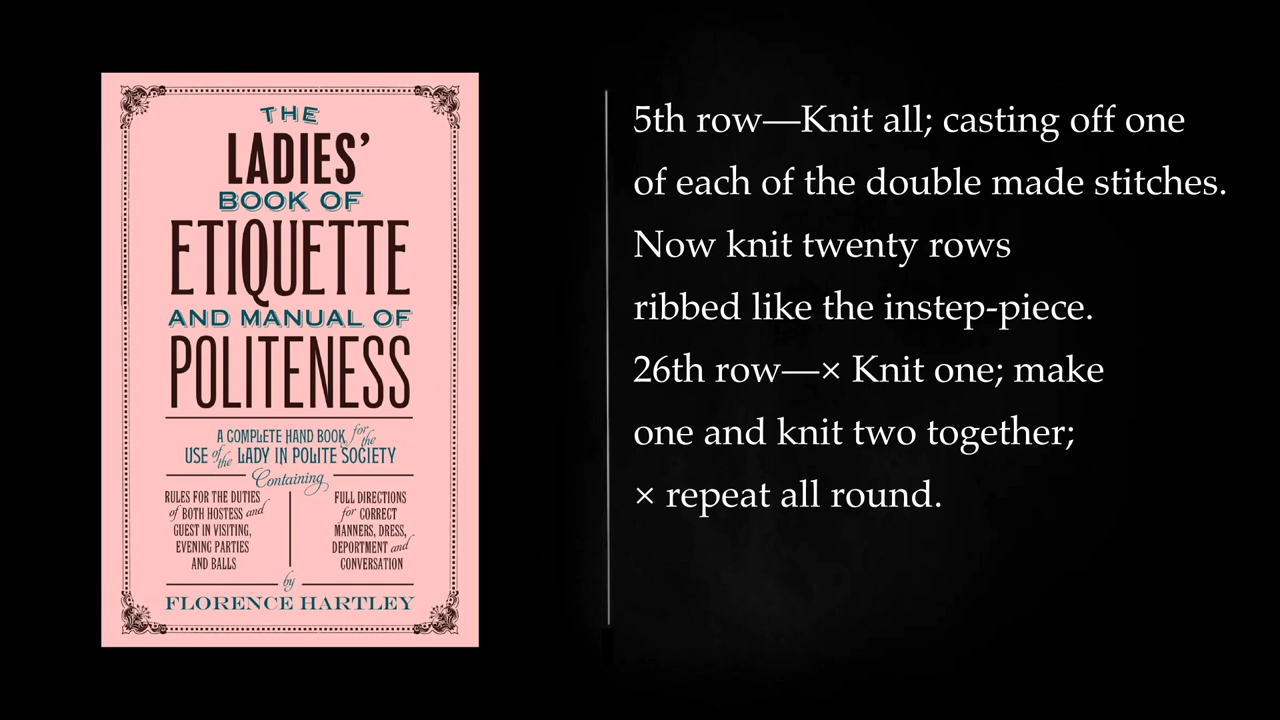 THE
LADIES'
BOOK OF
ETIQUETTE
AND MANUAL OF
POLITENESS
A COMPLETE HAND BOOK for the
USE of the LADY IN POLITE SOCIETY
Containing
RULES FOR THE DUTIES
of BOTH HOSTESS and
GUEST IN VISITING,
EVENING PARTIES
AND BALLS
FULL DIRECTIONS
for CORRECT
MANNERS, DRESS,
DEPORTMENT and
CONVERSATION
by
FLORENCE HARTLEY
5th row—Knit all; casting off one
of each of the double made stitches.
Now knit twenty rows
ribbed like the instep-piece.
26th row—× Knit one; make
one and knit two together;
× repeat all round.